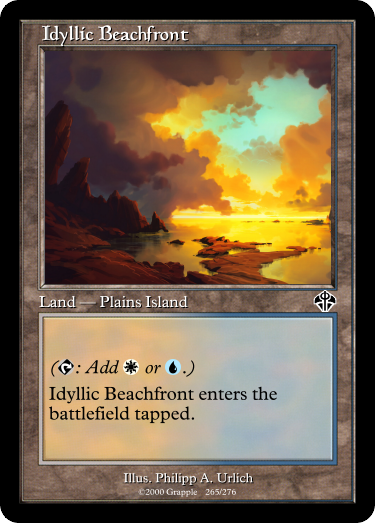 Idyllic Beachfront
Land — Plains Island
(: Add or .)
Idyllic Beachfront enters the
battlefield tapped.
Illus. Philipp A. Urlich
©2000 Grapple 265/276